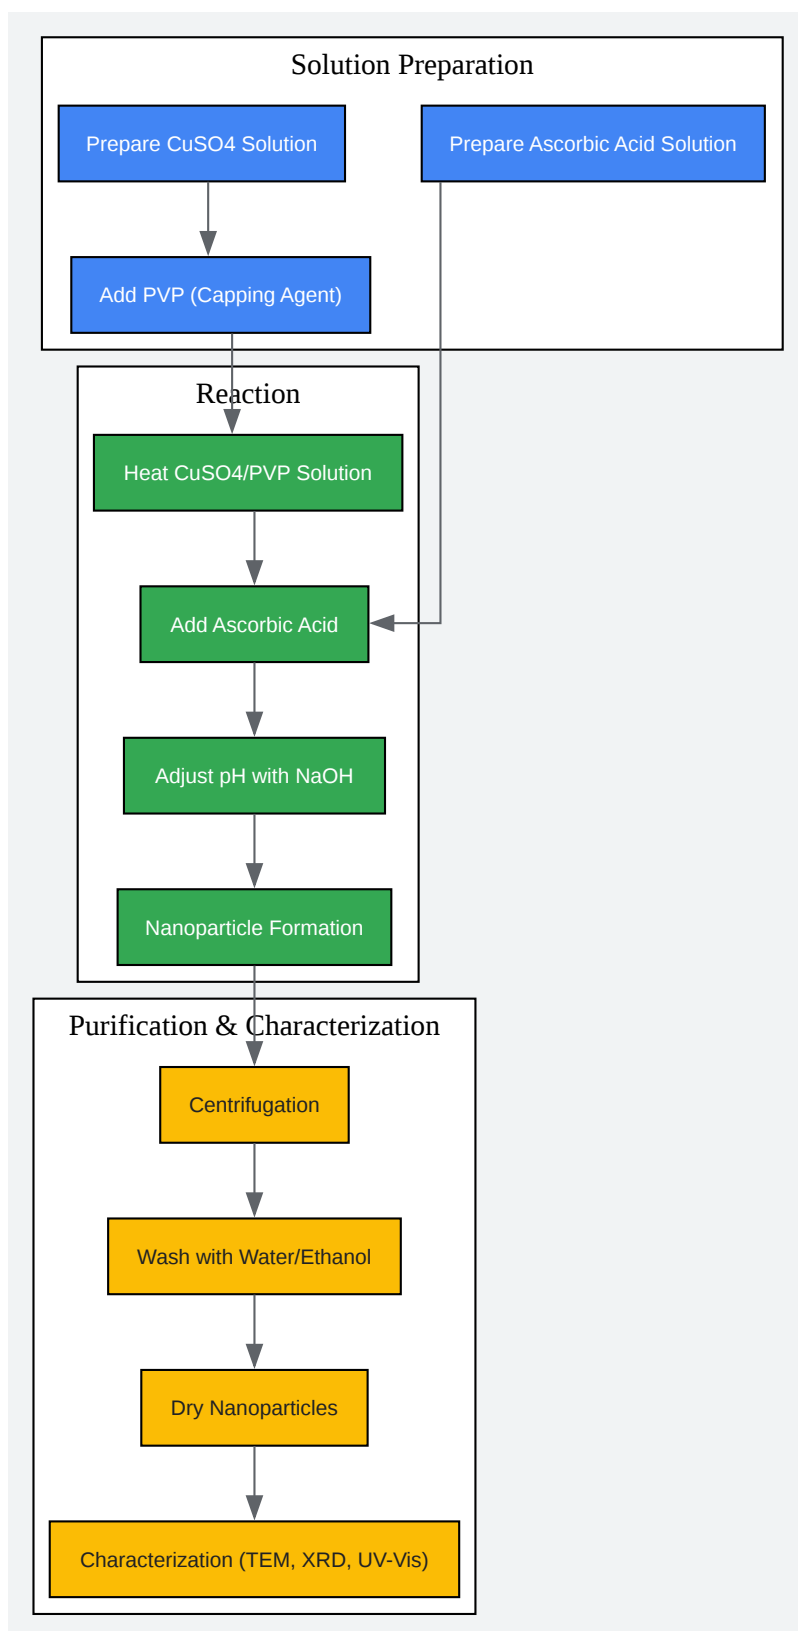 Solution Preparation
Prepare CuSO4 Solution
Prepare Ascorbic Acid Solution
Add PVP (Capping Agent)
Reaction
Heat CuSO4/PVP Solution
Add Ascorbic Acid
Adjust pH with NaOH
Nanoparticle Formation
Purification & Characterization
Centrifugation
Wash with Water/Ethanol
Dry Nanoparticles
Characterization (TEM, XRD, UV-Vis)